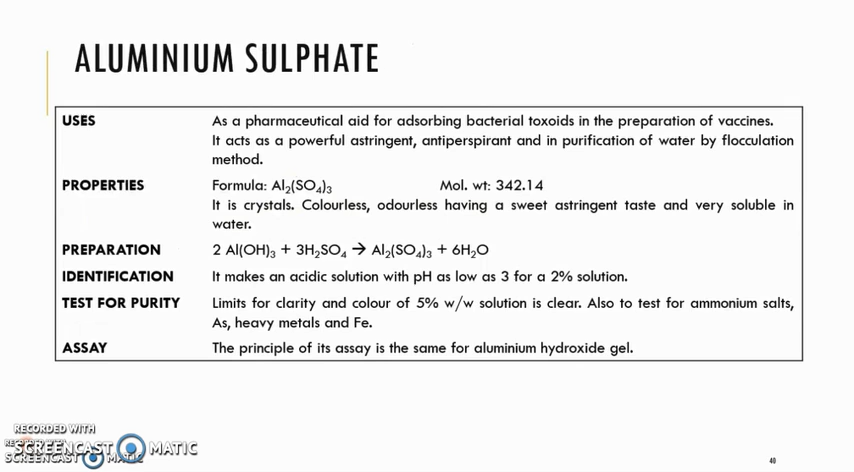 ALUMINIUM SULPHATE
USES As a pharmaceutical aid for adsorbing bacterial toxoids in the preparation of vaccines.
It acts as a powerful astringent, antiperspirant and in purification of water by flocculation
method.
PROPERTIES Formula: Al₂(SO₄)₃ Mol. wt: 342.14
It is crystals. Colourless, odourless having a sweet astringent taste and very soluble in
water.
PREPARATION 2 Al(OH)₃ + 3H₂SO₄ → Al₂(SO₄)₃ + 6H₂O
IDENTIFICATION It makes an acidic solution with pH as low as 3 for a 2% solution.
TEST FOR PURITY Limits for clarity and colour of 5% w/w solution is clear. Also to test for ammonium salts,
As, heavy metals and Fe.
ASSAY The principle of its assay is the same for aluminium hydroxide gel.
RECORDED WITH
RECORDED WITH
SCREENCAST MATIC
SCREENCAST MATIC
40